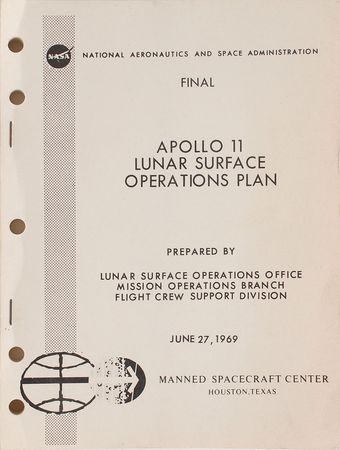 NASA
NATIONAL AERONAUTICS AND SPACE ADMINISTRATION
FINAL
APOLLO 11
LUNAR SURFACE
OPERATIONS PLAN
PREPARED BY
LUNAR SURFACE OPERATIONS OFFICE
MISSION OPERATIONS BRANCH
FLIGHT CREW SUPPORT DIVISION
JUNE 27, 1969
MANNED SPACECRAFT CENTER
HOUSTON, TEXAS